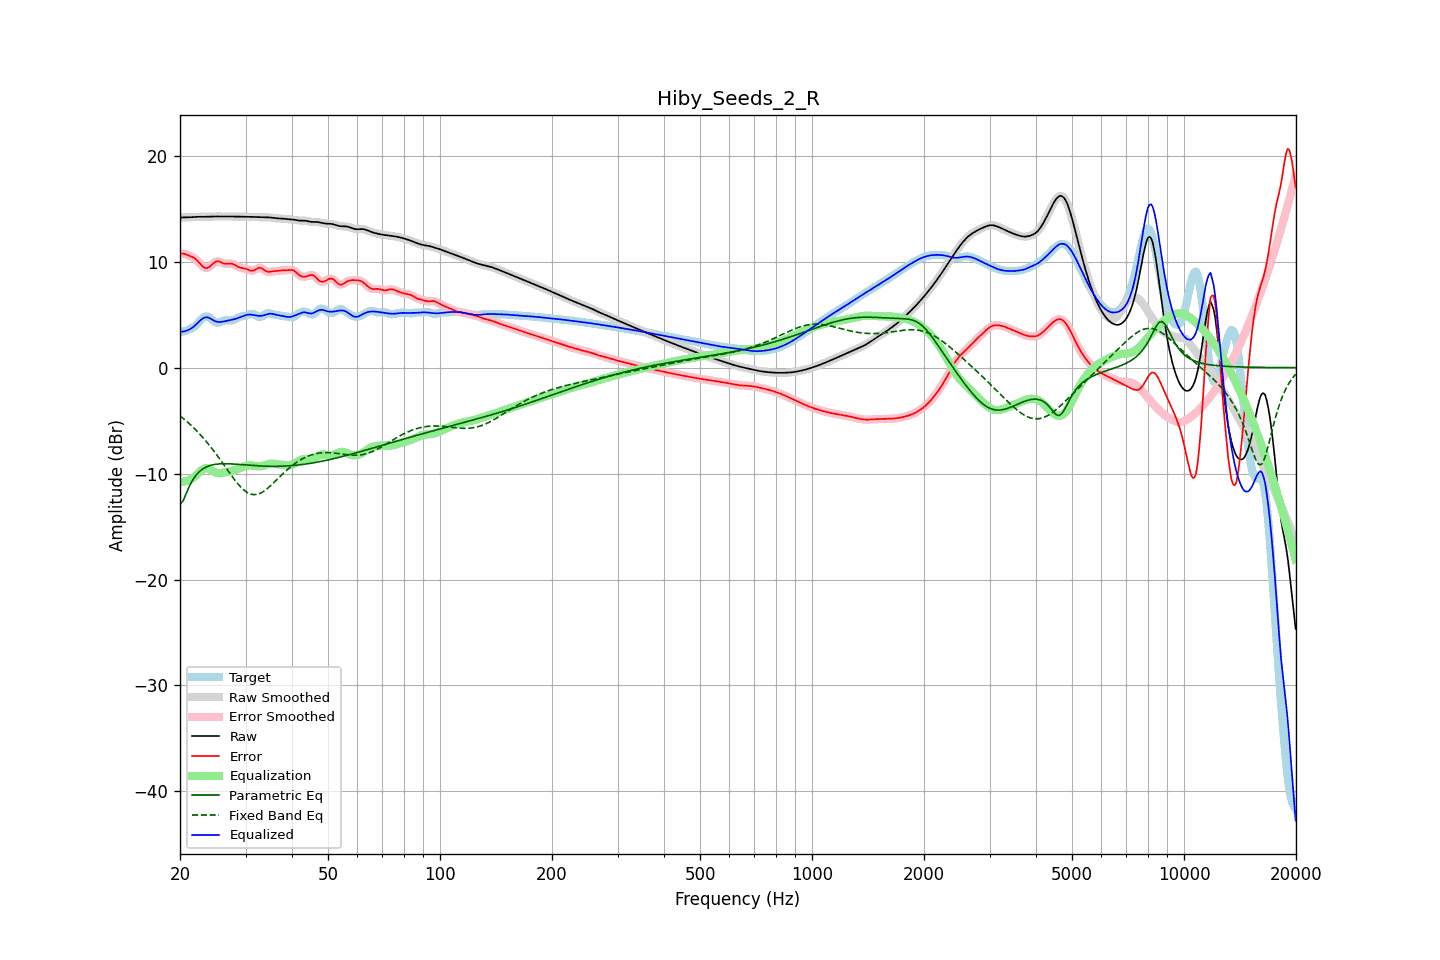 Hiby_Seeds_2_R
Amplitude (dBr)
20
10
0
−10
−20
−30
−40
Target
Raw Smoothed
Error Smoothed
Raw
Error
Equalization
Parametric Eq
Fixed Band Eq
Equalized
20 50 100 200 500 1000 2000 5000 10000 20000
Frequency (Hz)